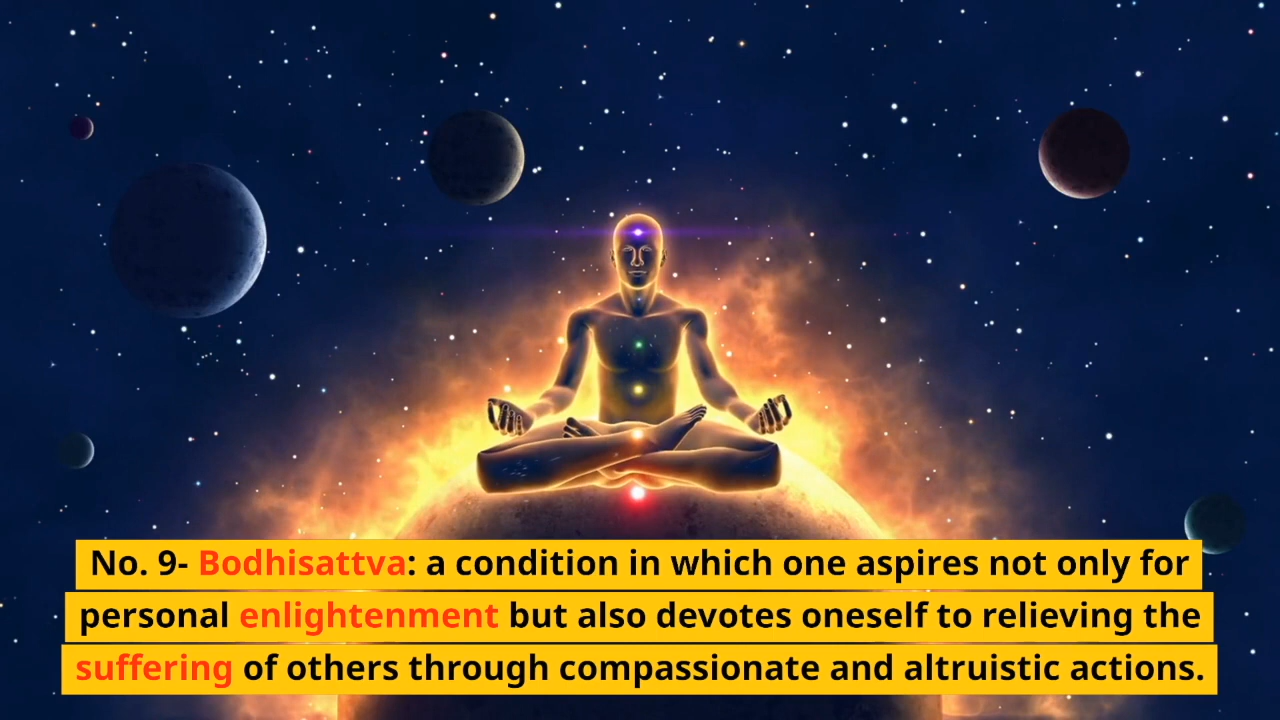 No. 9- Bodhisattva: a condition in which one aspires not only for
personal enlightenment but also devotes oneself to relieving the
suffering of others through compassionate and altruistic actions.